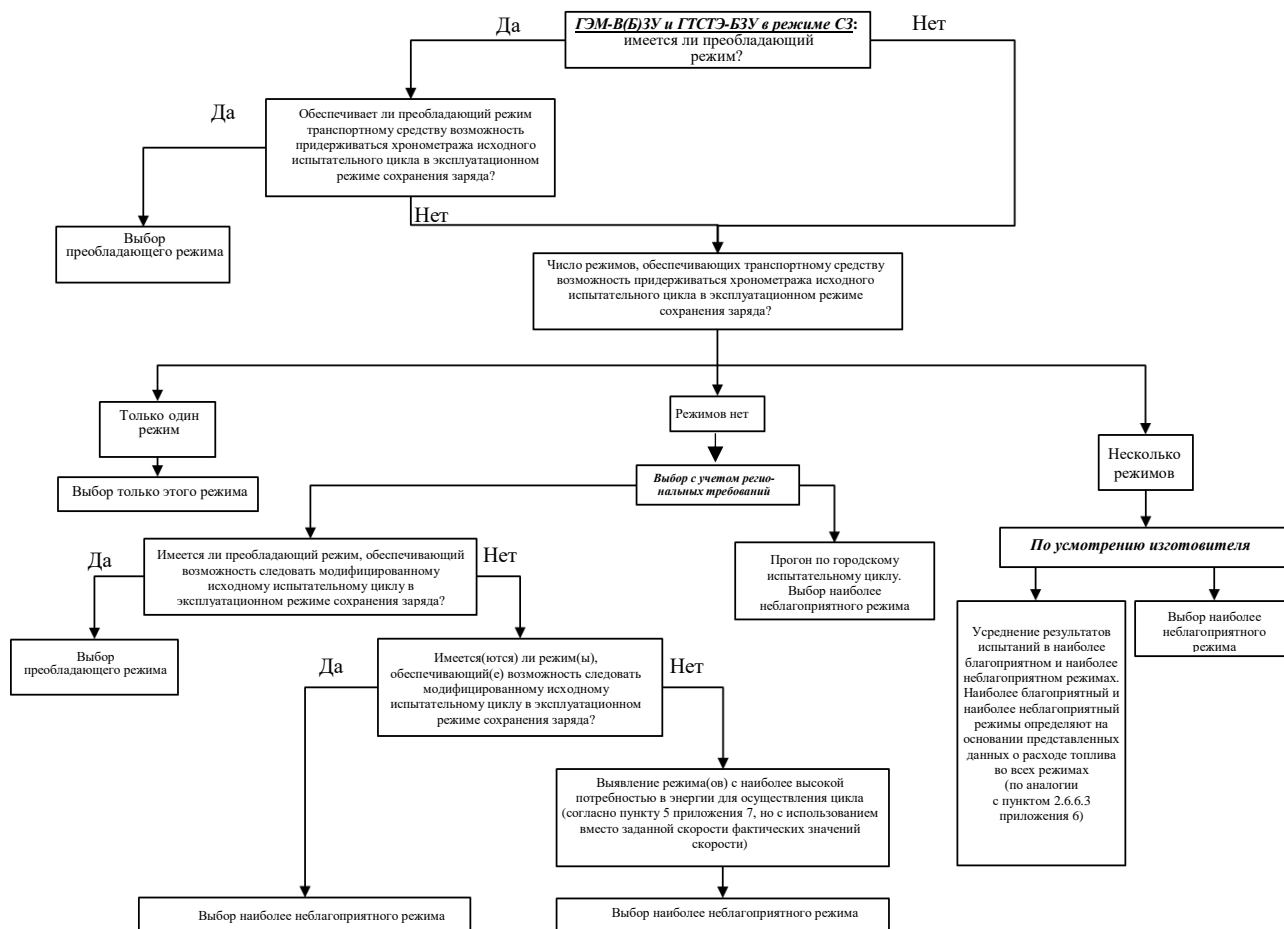 Да
ГЭМ-В(Б)ЗУ и ГТСТЭ-БЗУ в режиме СЗ:
имеется ли преобладающий
режим?
Нет
Да
Обеспечивает ли преобладающий режим
транспортному средству возможность
придерживаться хронометража исходного
испытательного цикла в эксплуатационном
режиме сохранения заряда?
Нет
Выбор
преобладающего режима
Число режимов, обеспечивающих транспортному средству
возможность придерживаться хронометража исходного
испытательного цикла в эксплуатационном режиме
сохранения заряда?
Только один
режим
Выбор только этого режима
Режимов нет
Выбор с учетом регио-
нальных требований
Несколько
режимов
Да
Имеется ли преобладающий режим, обеспечивающий
возможность следовать модифицированному
исходному испытательному циклу в
эксплуатационном режиме сохранения заряда?
Нет
Прогон по городскому
испытательному циклу.
Выбор наиболее
неблагоприятного режима
По усмотрению изготовителя
Выбор
преобладающего режима
Да
Имеется(ются) ли режим(ы),
обеспечивающий(е) возможность следовать
модифицированному исходному
испытательному циклу в эксплуатационном
режиме сохранения заряда?
Нет
Усреднение результатов
испытаний в наиболее
благоприятном и наиболее
неблагоприятном режимах.
Наиболее благоприятный и
наиболее неблагоприятный
режимы определяют на
основании представленных
данных о расходе топлива
во всех режимах
(по аналогии
с пунктом 2.6.6.3
приложения 6)
Выбор наиболее
неблагоприятного
режима
Выявление режима(ов) с наиболее высокой
потребностью в энергии для осуществления цикла
(согласно пункту 5 приложения 7, но с использованием
вместо заданной скорости фактических значений
скорости)
Выбор наиболее неблагоприятного режима
Выбор наиболее неблагоприятного режима